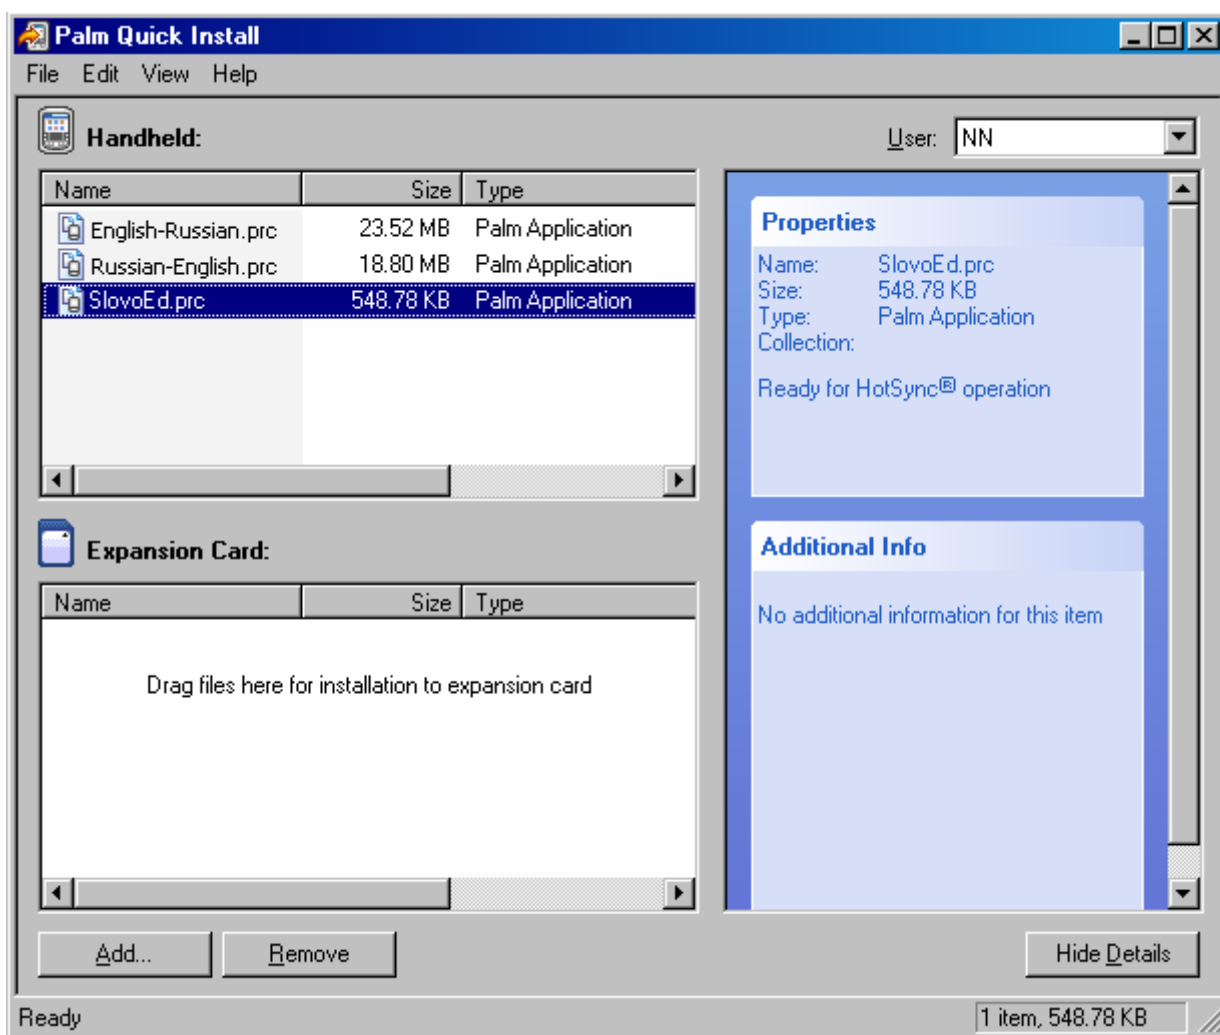 Palm Quick Install
File Edit View Help
Handheld:
User: NN
Name Size Type
English-Russian.prc 23.52 MB Palm Application
Russian-English.prc 18.80 MB Palm Application
SlovoEd.prc 548.78 KB Palm Application
Properties
Name: SlovoEd.prc
Size: 548.78 KB
Type: Palm Application
Collection:
Ready for HotSync® operation
Expansion Card:
Name Size Type
Drag files here for installation to expansion card
Additional Info
No additional information for this item
Add... Remove Hide Details
Ready 1 item, 548.78 KB